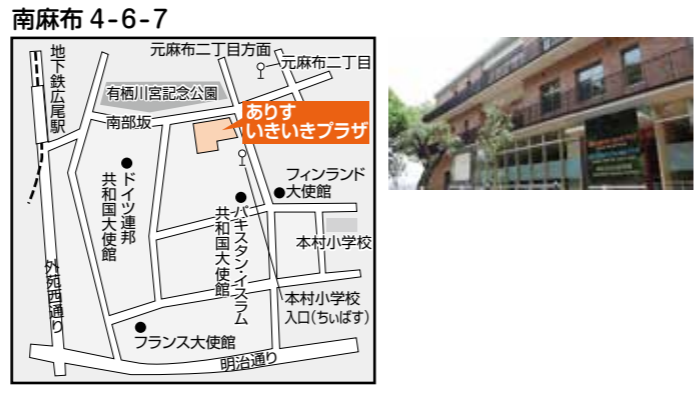 南麻布 4-6-7
地下鉄広尾駅
元麻布二丁目方面
元麻布二丁目
有栖川宮記念公園
南部坂
ありす
いきいきプラザ
ドイツ連邦
共和国大使館
フィンランド
大使館
パキスタン・イスラム
共和国大使館
本村小学校
外苑西通り
本村小学校
入口（ちぃばす）
フランス大使館
明治通り